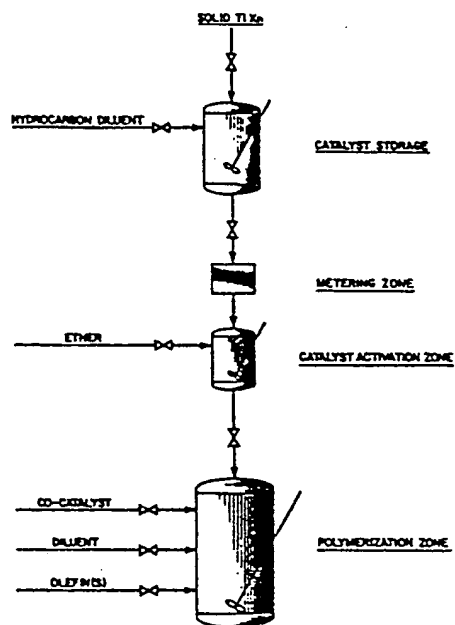 SOLID TiXn
HYDROCARBON DILUENT
CATALYST STORAGE
METERING ZONE
ETHER
CATALYST ACTIVATION ZONE
CO-CATALYST
DILUENT
POLYMERIZATION ZONE
OLEFIN(S)